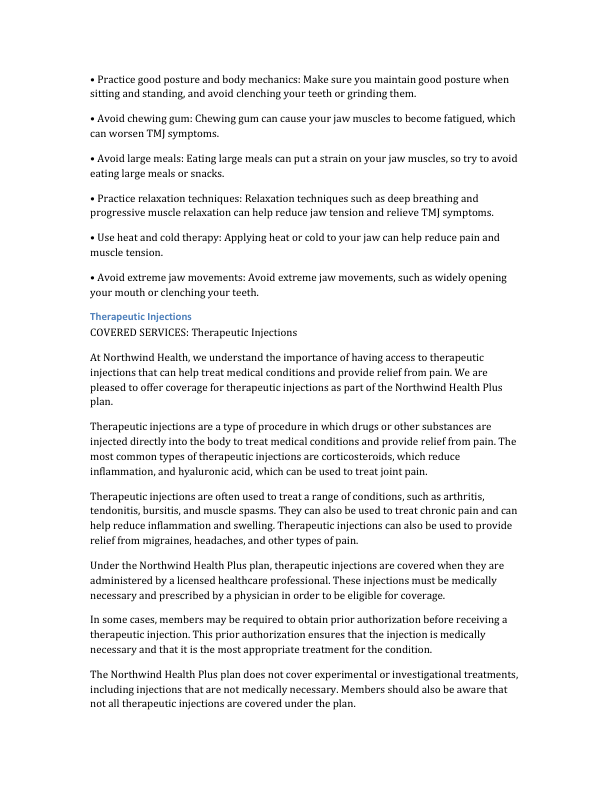 • Practice good posture and body mechanics: Make sure you maintain good posture when
sitting and standing, and avoid clenching your teeth or grinding them.
• Avoid chewing gum: Chewing gum can cause your jaw muscles to become fatigued, which
can worsen TMJ symptoms.
• Avoid large meals: Eating large meals can put a strain on your jaw muscles, so try to avoid
eating large meals or snacks.
• Practice relaxation techniques: Relaxation techniques such as deep breathing and
progressive muscle relaxation can help reduce jaw tension and relieve TMJ symptoms.
• Use heat and cold therapy: Applying heat or cold to your jaw can help reduce pain and
muscle tension.
• Avoid extreme jaw movements: Avoid extreme jaw movements, such as widely opening
your mouth or clenching your teeth.
Therapeutic Injections
COVERED SERVICES: Therapeutic Injections
At Northwind Health, we understand the importance of having access to therapeutic
injections that can help treat medical conditions and provide relief from pain. We are
pleased to offer coverage for therapeutic injections as part of the Northwind Health Plus
plan.
Therapeutic injections are a type of procedure in which drugs or other substances are
injected directly into the body to treat medical conditions and provide relief from pain. The
most common types of therapeutic injections are corticosteroids, which reduce
inflammation, and hyaluronic acid, which can be used to treat joint pain.
Therapeutic injections are often used to treat a range of conditions, such as arthritis,
tendonitis, bursitis, and muscle spasms. They can also be used to treat chronic pain and can
help reduce inflammation and swelling. Therapeutic injections can also be used to provide
relief from migraines, headaches, and other types of pain.
Under the Northwind Health Plus plan, therapeutic injections are covered when they are
administered by a licensed healthcare professional. These injections must be medically
necessary and prescribed by a physician in order to be eligible for coverage.
In some cases, members may be required to obtain prior authorization before receiving a
therapeutic injection. This prior authorization ensures that the injection is medically
necessary and that it is the most appropriate treatment for the condition.
The Northwind Health Plus plan does not cover experimental or investigational treatments,
including injections that are not medically necessary. Members should also be aware that
not all therapeutic injections are covered under the plan.